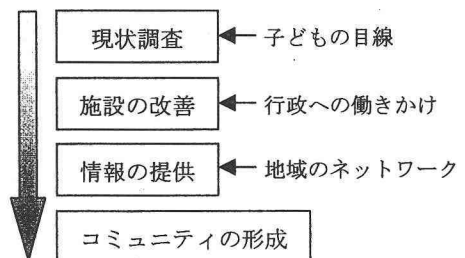 現状調査 子どもの目線
施設の改善 行政への働きかけ
情報の提供 地域のネットワーク
コミュニティの形成